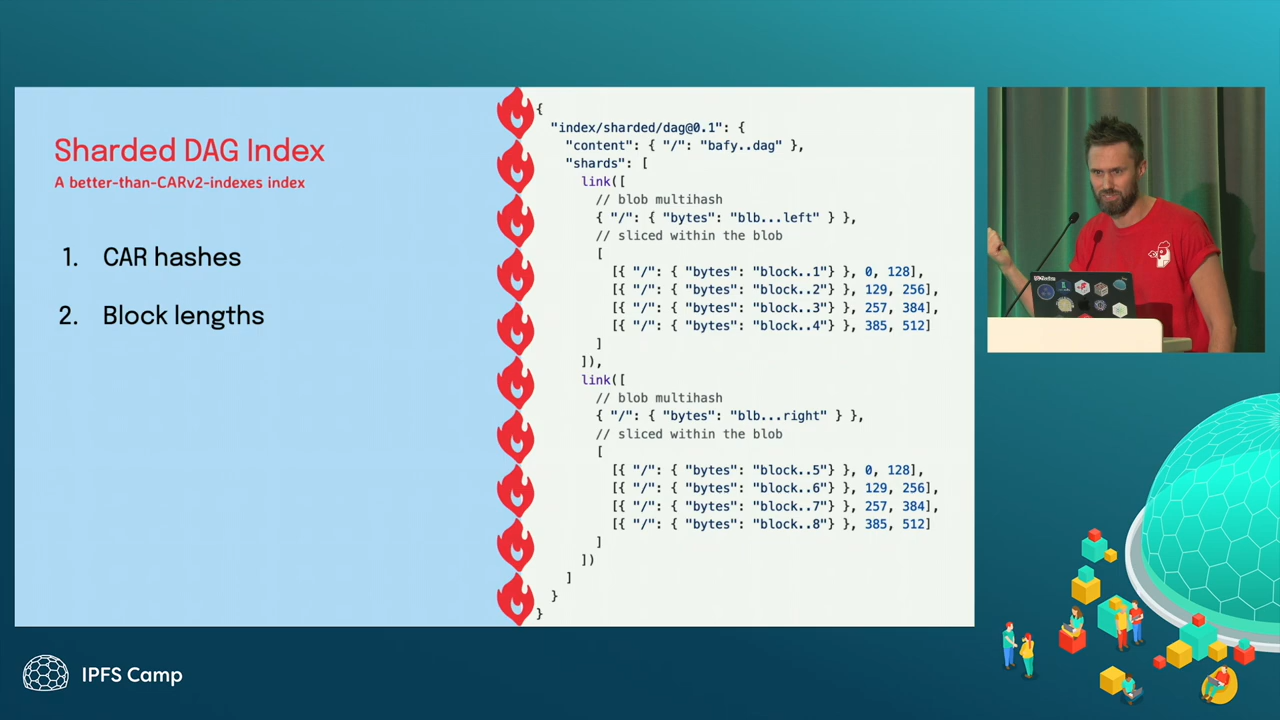 Sharded DAG Index
A better-than-CARv2-indexes index
1. CAR hashes
2. Block lengths
{
"index/sharded/dag@0.1": {
"content": { "/": "bafy..dag" },
"shards": [
link([
// blob multihash
{ "/": { "bytes": "blb...left" } },
// sliced within the blob
[
[{ "/": { "bytes": "block..1"} }, 0, 128],
[{ "/": { "bytes": "block..2"} }, 129, 256],
[{ "/": { "bytes": "block..3"} }, 257, 384],
[{ "/": { "bytes": "block..4"} }, 385, 512]
]
]),
link([
// blob multihash
{ "/": { "bytes": "blb...right" } },
// sliced within the blob
[
[{ "/": { "bytes": "block..5"} }, 0, 128],
[{ "/": { "bytes": "block..6"} }, 129, 256],
[{ "/": { "bytes": "block..7"} }, 257, 384],
[{ "/": { "bytes": "block..8"} }, 385, 512]
]
])
]
}
}
IPFS Camp